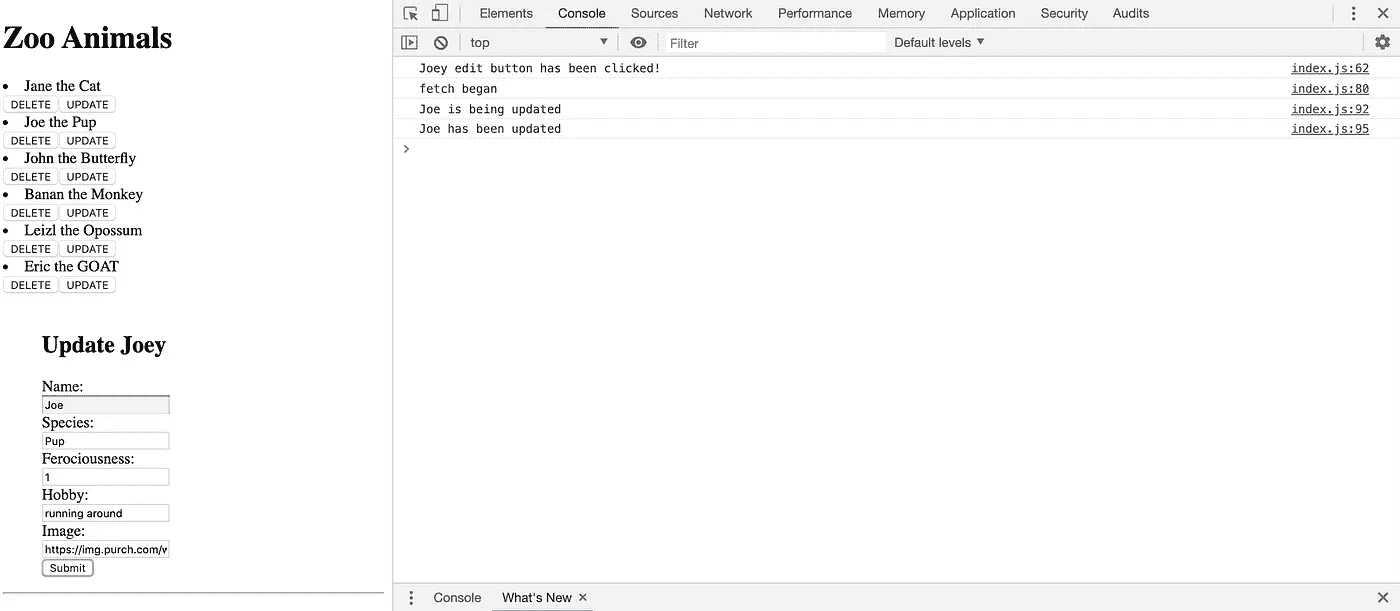 Zoo Animals
Jane the Cat
DELETE UPDATE
Joe the Pup
DELETE UPDATE
John the Butterfly
DELETE UPDATE
Banan the Monkey
DELETE UPDATE
Leizl the Opossum
DELETE UPDATE
Eric the GOAT
DELETE UPDATE
Update Joey
Name:
Joe
Species:
Pup
Ferociousness:
1
Hobby:
running around
Image:
https://img.purch.com/w
Submit
Elements Console Sources Network Performance Memory Application Security Audits
top Filter Default levels
Joey edit button has been clicked! index.js:62
fetch began index.js:80
Joe is being updated index.js:92
Joe has been updated index.js:95
Console What's New